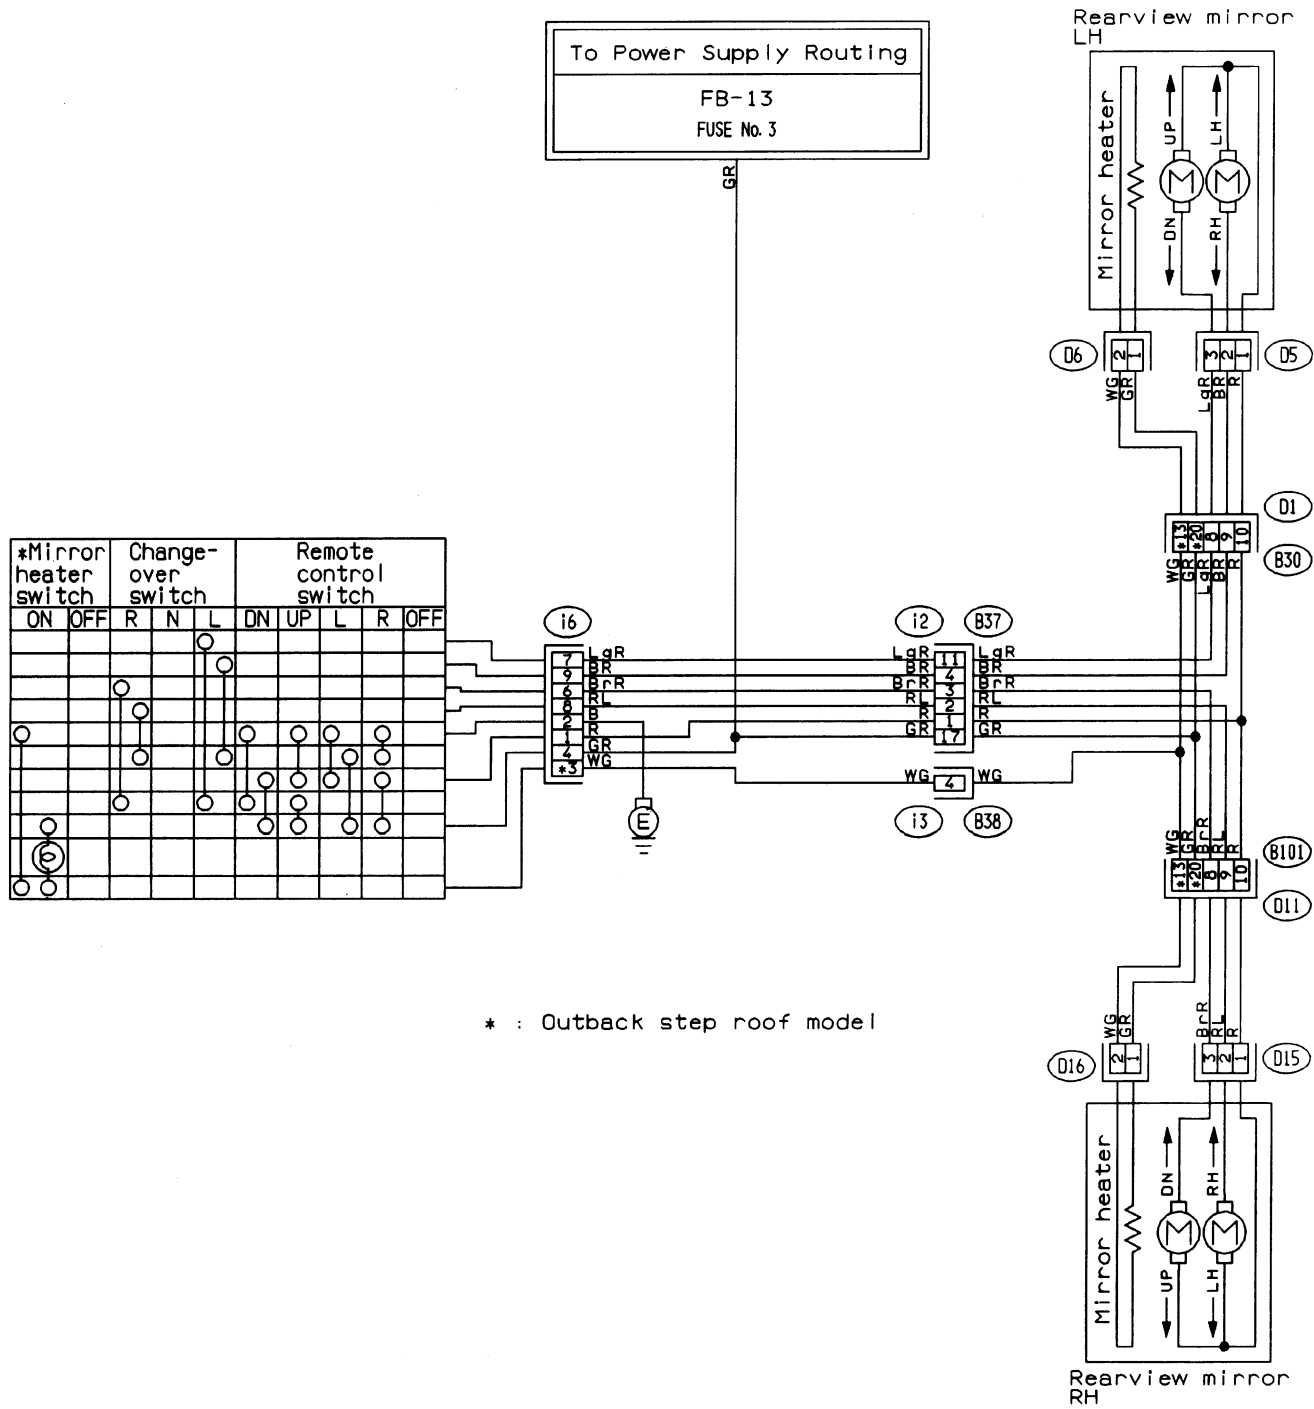 Rearview mirror
LH
To Power Supply Routing
FB-13
FUSE No. 3
GR
Mirror heater
UP
LH
DN
RH
D6
2
1
3
2
1
D5
WG
GR
LgR
BR
R
D1
*13
*20
8
9
10
B30
WG
GR
LgR
BR
R
*Mirror
heater
switch
Change-
over
switch
Remote
control
switch
ON
OFF
R
N
L
DN
UP
L
R
OFF
i6
i2
B37
7
LgR
LgR
11
LgR
9
BR
BR
4
BR
6
BrR
BrR
3
BrR
8
RL
RL
2
RL
2
B
R
1
R
1
R
GR
17
GR
4
GR
*3
WG
WG
4
WG
i3
B38
E
WG
GR
BrR
RL
R
B101
*13
*20
8
9
10
D11
* : Outback step roof model
WG
GR
BrR
RL
R
D16
2
1
3
2
1
D15
Mirror heater
DN
RH
UP
LH
Rearview mirror
RH